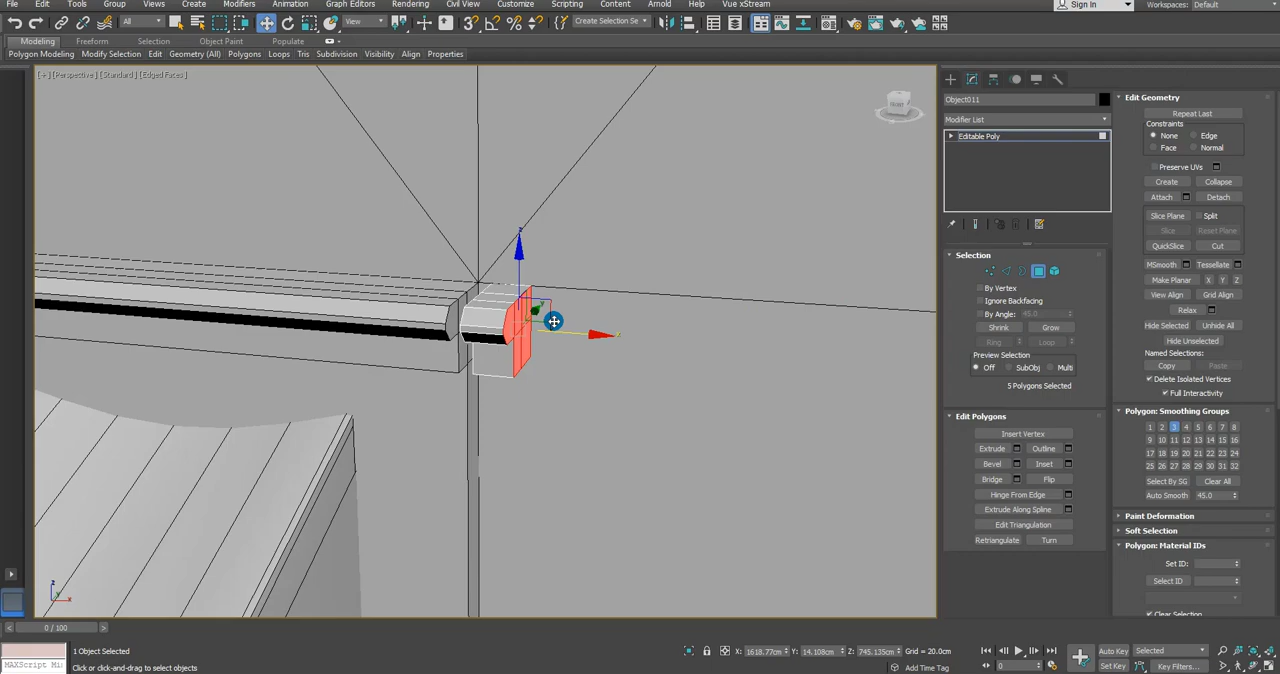 File Edit Tools Group Views Create Modifiers Animation Graph Editors Rendering Civil View Customize Scripting Content Arnold Help Vue xStream Sign In Workspaces: Default
All View Create Selection Se
Modeling Freeform Selection Object Paint Populate
Polygon Modeling Modify Selection Edit Geometry (All) Polygons Loops Tris Subdivision Visibility Align Properties
[+] [Perspective] [Standard] [Edged Faces]
FRONT
z
x
z
x
Object011
Modifier List
Editable Poly
Selection
By Vertex
Ignore Backfacing
By Angle: 45.0
Shrink Grow
Ring Loop
Preview Selection
Off SubObj Multi
5 Polygons Selected
Edit Polygons
Insert Vertex
Extrude Outline
Bevel Inset
Bridge Flip
Hinge From Edge
Extrude Along Spline
Edit Triangulation
Retriangulate Turn
Edit Geometry
Repeat Last
Constraints
None Edge
Face Normal
Preserve UVs
Create Collapse
Attach Detach
Slice Plane Split
Slice Reset Plane
QuickSlice Cut
MSmooth Tessellate
Make Planar X Y Z
View Align Grid Align
Relax
Hide Selected Unhide All
Hide Unselected
Named Selections:
Copy Paste
Delete Isolated Vertices
Full Interactivity
Polygon: Smoothing Groups
1 2 3 4 5 6 7 8
9 10 11 12 13 14 15 16
17 18 19 20 21 22 23 24
25 26 27 28 29 30 31 32
Select By SG Clear All
Auto Smooth 45.0
Paint Deformation
Soft Selection
Polygon: Material IDs
Set ID:
Select ID
Clear Selection
0 / 100
1 Object Selected
MAXScript Mi
Click or click-and-drag to select objects
X: 1618.77cm Y: 14.108cm Z: 745.135cm Grid = 20.0cm
Add Time Tag
0
Auto Key Selected
Set Key Key Filters...